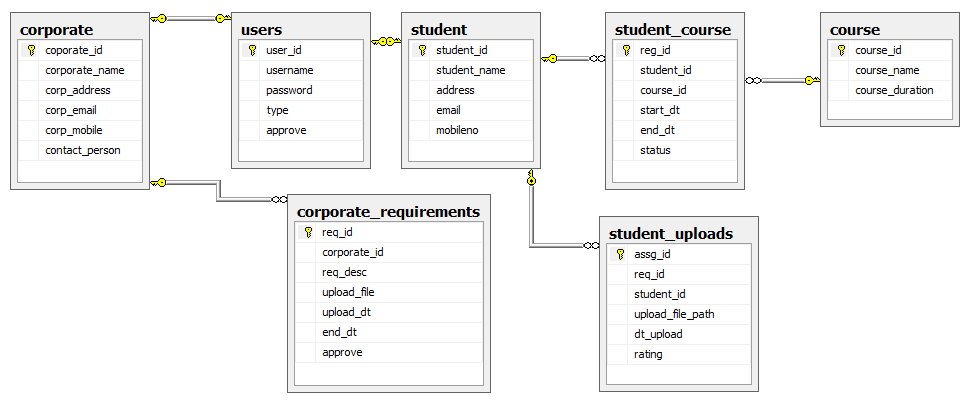 corporate
coporate_id
corporate_name
corp_address
corp_email
corp_mobile
contact_person
users
user_id
username
password
type
approve
student
student_id
student_name
address
email
mobileno
student_course
reg_id
student_id
course_id
start_dt
end_dt
status
course
course_id
course_name
course_duration
corporate_requirements
req_id
corporate_id
req_desc
upload_file
upload_dt
end_dt
approve
student_uploads
assg_id
req_id
student_id
upload_file_path
dt_upload
rating